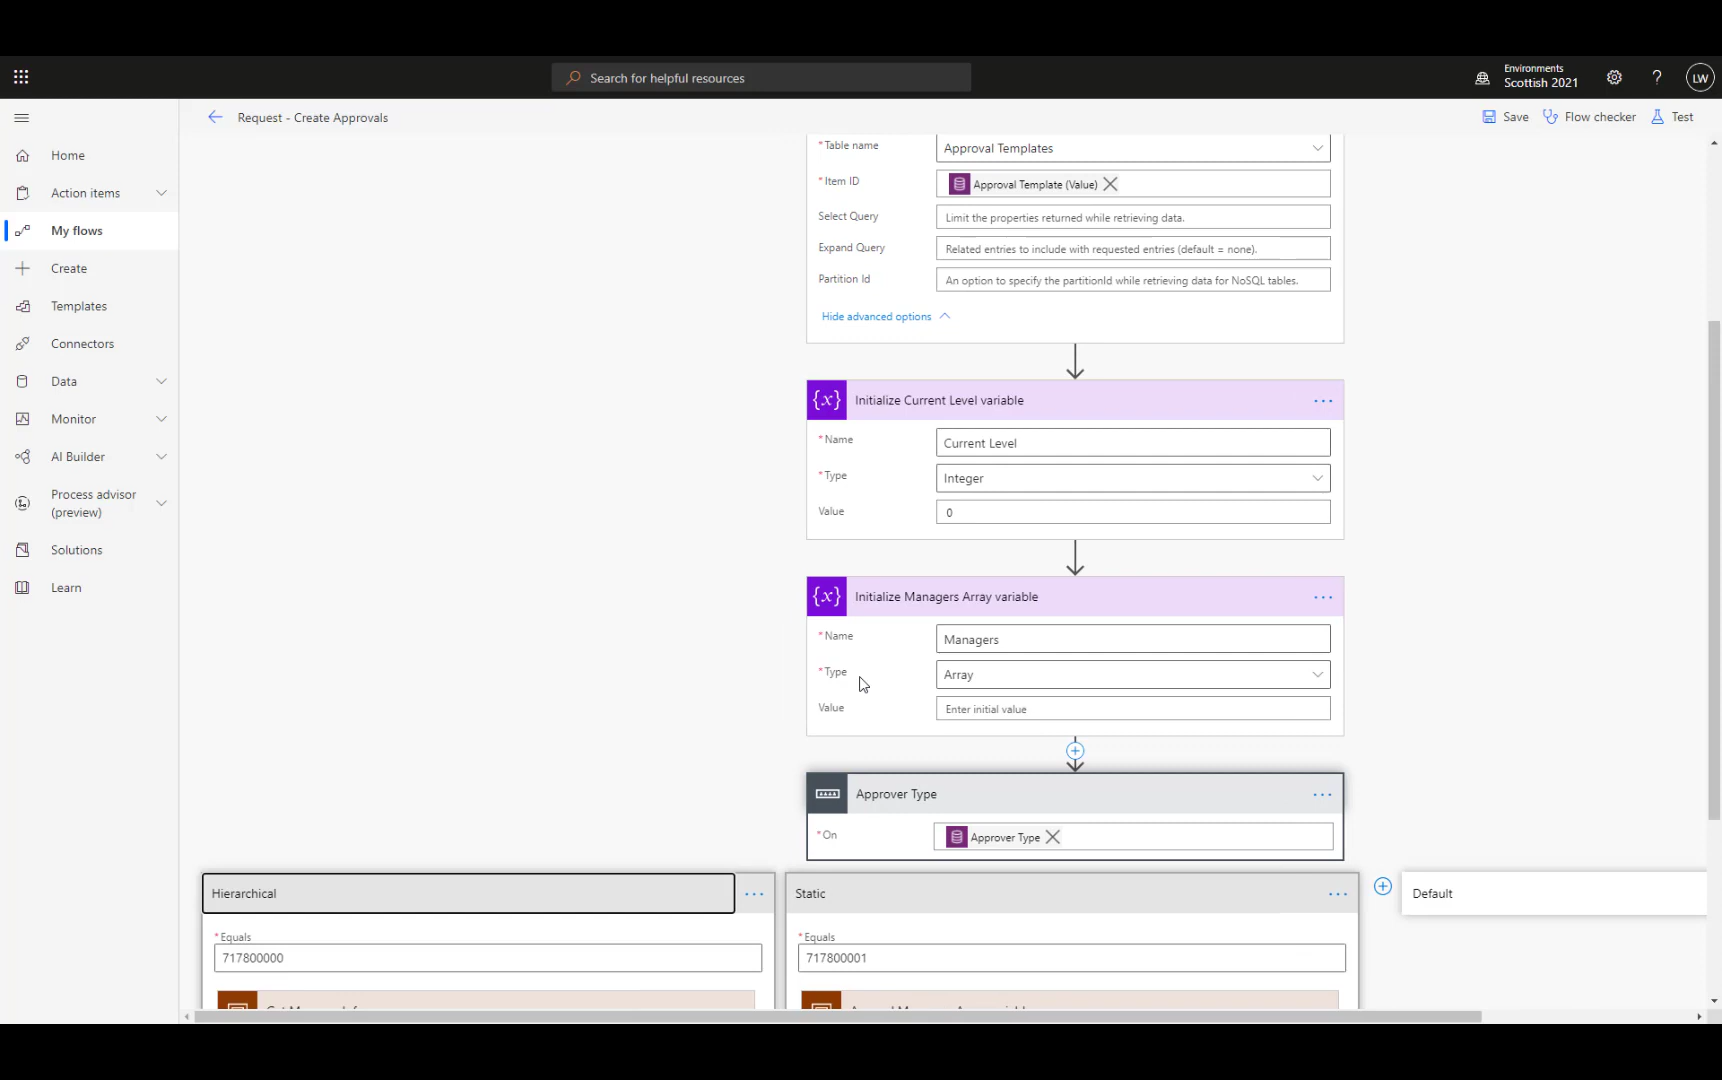 Search for helpful resources
Environments
Scottish 2021
?
LW
Request - Create Approvals
Save
Flow checker
Test
Home
Action items
My flows
Create
Templates
Connectors
Data
Monitor
AI Builder
Process advisor
(preview)
Solutions
Learn
*Table name
Approval Templates
*Item ID
Approval Template (Value)
Select Query
Limit the properties returned while retrieving data.
Expand Query
Related entries to include with requested entries (default = none).
Partition Id
An option to specify the partitionId while retrieving data for NoSQL tables.
Hide advanced options
{x} Initialize Current Level variable
*Name
Current Level
*Type
Integer
Value
0
{x} Initialize Managers Array variable
*Name
Managers
*Type
Array
Value
Enter initial value
Approver Type
*On
Approver Type
Hierarchical
*Equals
717800000
Static
*Equals
717800001
Default